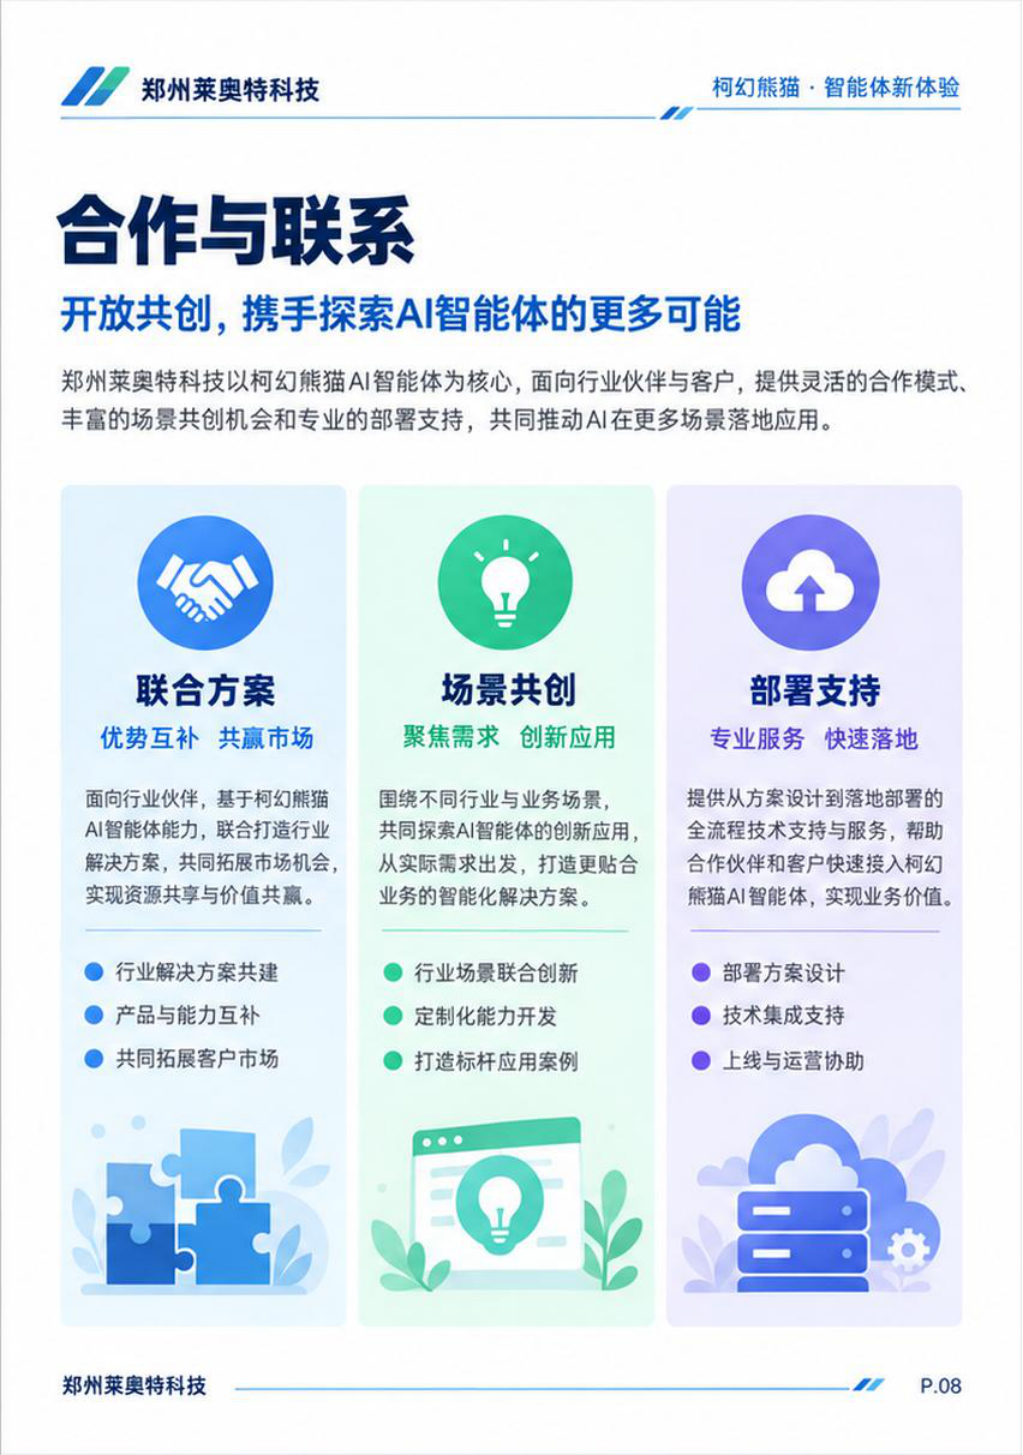 郑州莱奥特科技
柯幻熊猫 · 智能体新体验
合作与联系
开放共创，携手探索AI智能体的更多可能
郑州莱奥特科技以柯幻熊猫AI智能体为核心，面向行业伙伴与客户，提供灵活的合作模式、
丰富的场景共创机会和专业的部署支持，共同推动AI在更多场景落地应用。
联合方案
优势互补 共赢市场
面向行业伙伴，基于柯幻熊猫
AI智能体能力，联合打造行业
解决方案，共同拓展市场机会，
实现资源共享与价值共赢。
行业解决方案共建
产品与能力互补
共同拓展客户市场
场景共创
聚焦需求 创新应用
围绕不同行业与业务场景，
共同探索AI智能体的创新应用，
从实际需求出发，打造更贴合
业务的智能化解决方案。
行业场景联合创新
定制化能力开发
打造标杆应用案例
部署支持
专业服务 快速落地
提供从方案设计到落地部署的
全流程技术支持与服务，帮助
合作伙伴和客户快速接入柯幻
熊猫AI智能体，实现业务价值。
部署方案设计
技术集成支持
上线与运营协助
郑州莱奥特科技
P.08